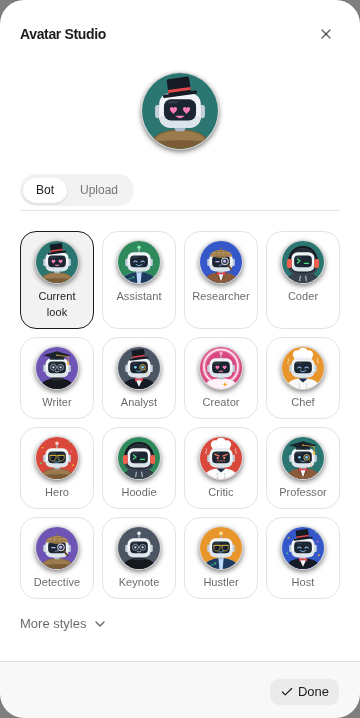 Avatar Studio
Bot
Upload
Current
look
Assistant
Researcher
Coder
Writer
Analyst
Creator
Chef
Hero
Hoodie
Critic
Professor
Detective
Keynote
Hustler
Host
More styles
Done